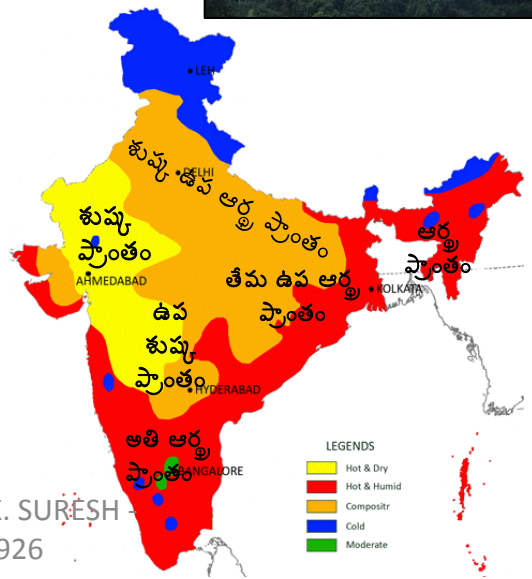 LEH
DELHI
శుష్క ఉప ఆర్థ్ర ప్రాంతం
శుష్క
ప్రాంతం
ఆర్థ్ర
ప్రాంతం
AHMEDABAD
తేమ ఉప ఆర్థ్ర
ప్రాంతం
KOLKATA
ఉప
శుష్క
ప్రాంతం
HYDERABAD
అతి ఆర్థ్ర
ప్రాంతం
BANGALORE
LEGENDS
Hot & Dry
Hot & Humid
Compositr
Cold
Moderate
. SURESH -
926